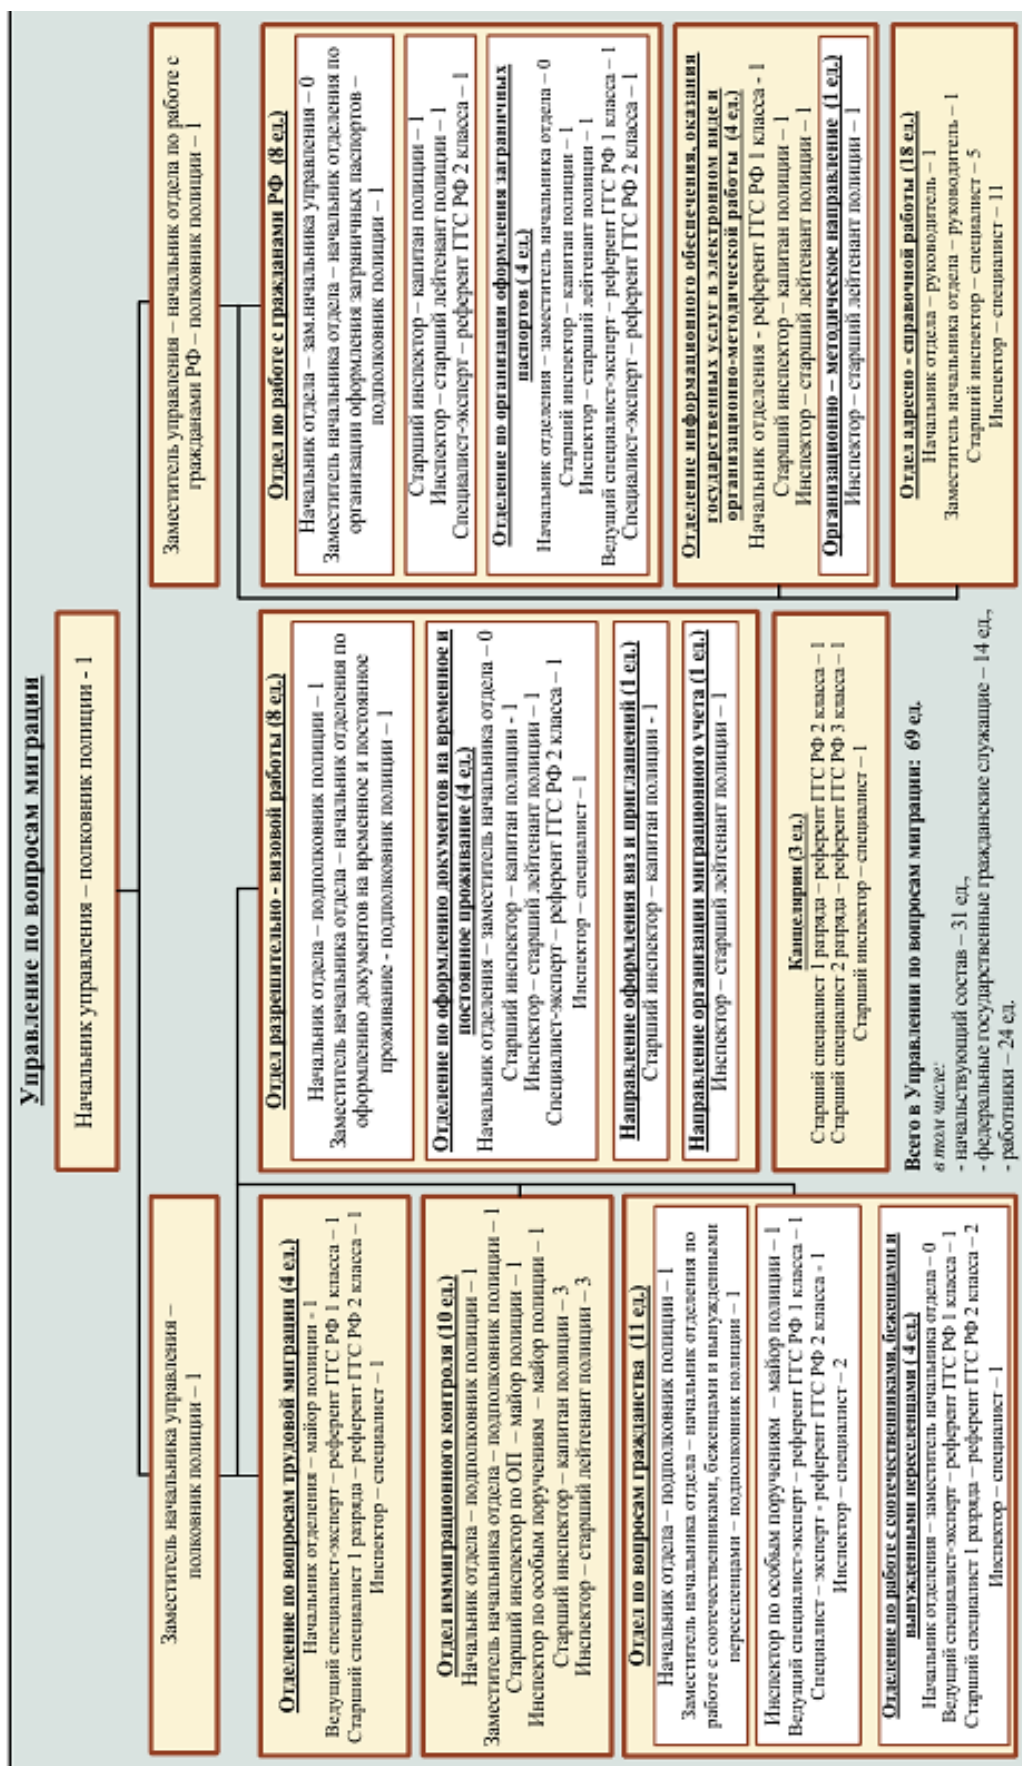 Управление по вопросам миграции
Начальник управления – полковник полиции - 1
Заместитель начальника управления –
полковник полиции – 1
Отделение по вопросам трудовой миграции (4 ед.)
Начальник отделения – майор полиции - 1
Ведущий специалист-эксперт – референт ГГС РФ 1 класса – 1
Старший специалист 1 разряда – референт ГГС РФ 2 класса – 1
Инспектор – специалист – 1
Отдел иммиграционного контроля (10 ед.)
Начальник отдела – подполковник полиции – 1
Заместитель начальника отдела – подполковник полиции – 1
Старший инспектор по ОП – майор полиции – 1
Инспектор по особым поручениям – майор полиции – 1
Старший инспектор – капитан полиции – 3
Инспектор – старший лейтенант полиции – 3
Отдел по вопросам гражданства (11 ед.)
Начальник отдела – подполковник полиции – 1
Заместитель начальника отдела – начальник отделения по
работе с соотечественниками, беженцами и вынужденными
переселенцами – подполковник полиции – 1
Инспектор по особым поручениям – майор полиции – 1
Ведущий специалист-эксперт – референт ГГС РФ 1 класса – 1
Специалист – эксперт - референт ГГС РФ 2 класса - 1
Инспектор – специалист – 2
Отделение по работе с соотечественниками, беженцами и
вынужденными переселенцами ( 4 ед.)
Начальник отделения – заместитель начальника отдела – 0
Ведущий специалист-эксперт – референт ГГС РФ 1 класса – 1
Старший специалист 1 разряда – референт ГГС РФ 2 класса – 2
Инспектор – специалист – 1
Отдел разрешительно - визовой работы (8 ед.)
Начальник отдела – подполковник полиции – 1
Заместитель начальника отдела – начальник отделения по
оформлению документов на временное и постоянное
проживание - подполковник полиции – 1
Отделение по оформлению документов на временное и
постоянное проживание (4 ед.)
Начальник отделения – заместитель начальника отдела – 0
Старший инспектор – капитан полиции - 1
Инспектор – старший лейтенант полиции – 1
Специалист-эксперт – референт ГГС РФ 2 класса – 1
Инспектор – специалист – 1
Направление оформления виз и приглашений (1 ед.)
Старший инспектор – капитан полиции - 1
Направление организации миграционного учета (1 ед.)
Инспектор – старший лейтенант полиции – 1
Канцелярия (3 ед.)
Старший специалист 1 разряда – референт ГГС РФ 2 класса – 1
Старший специалист 2 разряда – референт ГГС РФ 3 класса – 1
Старший инспектор – специалист – 1
Всего в Управлении по вопросам миграции: 69 ед.
в том числе:
- начальствующий состав – 31 ед.,
- федеральные государственные гражданские служащие – 14 ед.,
- работники – 24 ед.
Заместитель управления – начальник отдела по работе с
гражданами РФ – полковник полиции – 1
Отдел по работе с гражданами РФ (8 ед.)
Начальник отдела – зам.начальника управления – 0
Заместитель начальника отдела – начальник отделения по
организации оформления заграничных паспортов –
подполковник полиции – 1
Старший инспектор – капитан полиции – 1
Инспектор – старший лейтенант полиции – 1
Специалист-эксперт – референт ГГС РФ 2 класса – 1
Отделение по организации оформления заграничных
паспортов ( 4 ед.)
Начальник отделения – заместитель начальника отдела – 0
Старший инспектор – капитан полиции – 1
Инспектор – старший лейтенант полиции – 1
Ведущий специалист-эксперт – референт ГГС РФ 1 класса – 1
Специалист-эксперт – референт ГГС РФ 2 класса – 1
Отделение информационного обеспечения, оказания
государственных услуг в электронном виде и
организационно-методической работы (4 ед.)
Начальник отделения - референт ГГС РФ 1 класса - 1
Старший инспектор – капитан полиции – 1
Инспектор – старший лейтенант полиции – 1
Организационно – методическое направление (1 ед.)
Инспектор – старший лейтенант полиции – 1
Отдел адресно - справочной работы (18 ед.)
Начальник отдела – руководитель – 1
Заместитель начальника отдела – руководитель – 1
Старший инспектор – специалист – 5
Инспектор – специалист – 11